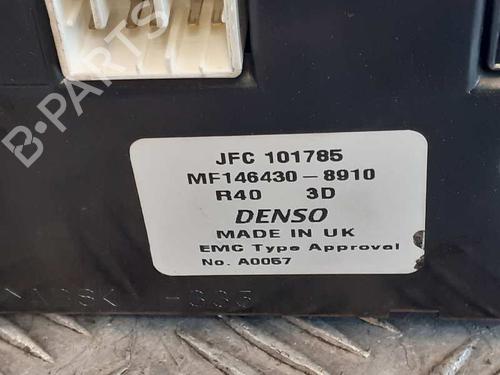 B-PARTS
JFC 101785
MF146430-8910
R40 3D
DENSO
MADE IN UK
EMC Type Approval
No. A0057